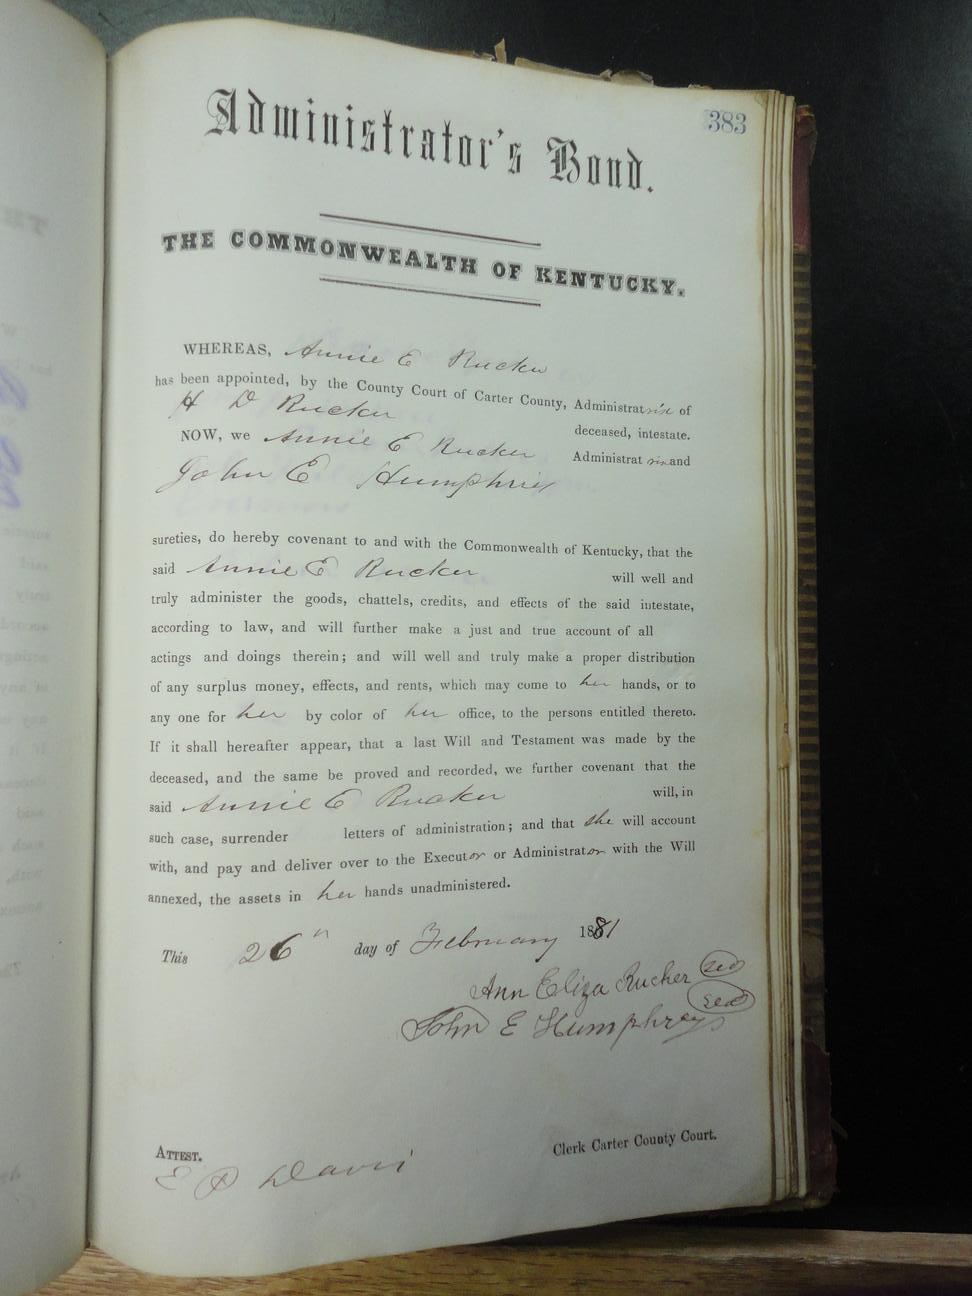 383
Administrator's Bond.
THE COMMONWEALTH OF KENTUCKY.
WHEREAS, Annie E Rucker
has been appointed, by the County Court of Carter County, Administratrix of
H D Rucker deceased, intestate.
NOW, we Annie E Rucker Administrat rix and
John E Humphries
sureties, do hereby covenant to and with the Commonwealth of Kentucky, that the
said Annie E Rucker will well and
truly administer the goods, chattels, credits, and effects of the said intestate,
according to law, and will further make a just and true account of all
actings and doings therein; and will well and truly make a proper distribution
of any surplus money, effects, and rents, which may come to her hands, or to
any one for her by color of her office, to the persons entitled thereto.
If it shall hereafter appear, that a last Will and Testament was made by the
deceased, and the same be proved and recorded, we further covenant that the
said Annie E Rucker will, in
such case, surrender letters of administration; and that she will account
with, and pay and deliver over to the Executor or Administrator with the Will
annexed, the assets in her hands unadministered.
This 26th day of February 1881
Ann Eliza Rucker seal
John E Humphreys seal
ATTEST. Clerk Carter County Court.
Davis